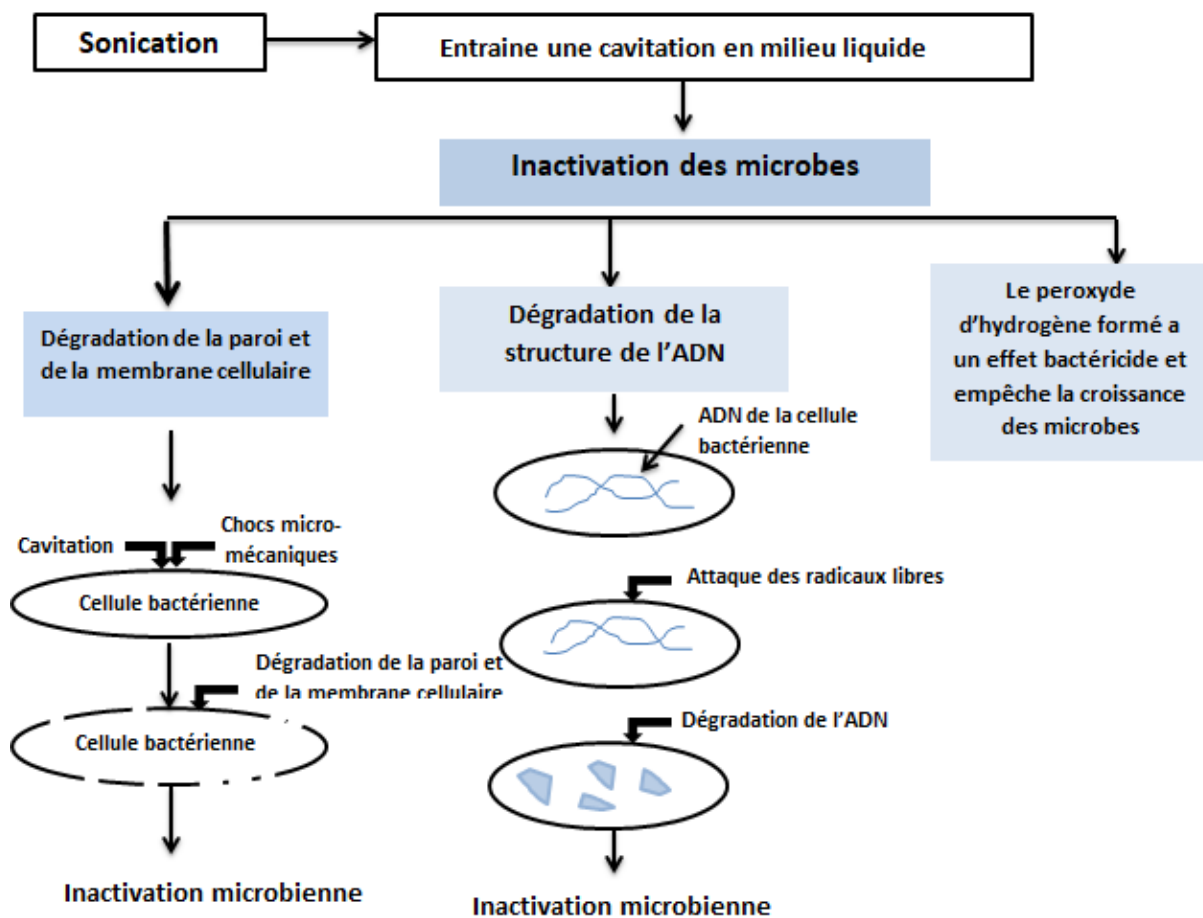 Sonication
Entraine une cavitation en milieu liquide
Inactivation des microbes
Dégradation de la paroi et
de la membrane cellulaire
Dégradation de la
structure de l’ADN
Le peroxyde
d’hydrogène formé a
un effet bactéricide et
empêche la croissance
des microbes
Cavitation
Chocs micro-
mécaniques
Cellule bactérienne
Dégradation de la paroi et
de la membrane cellulaire
Cellule bactérienne
Inactivation microbienne
ADN de la cellule
bactérienne
Attaque des radicaux libres
Dégradation de l’ADN
Inactivation microbienne